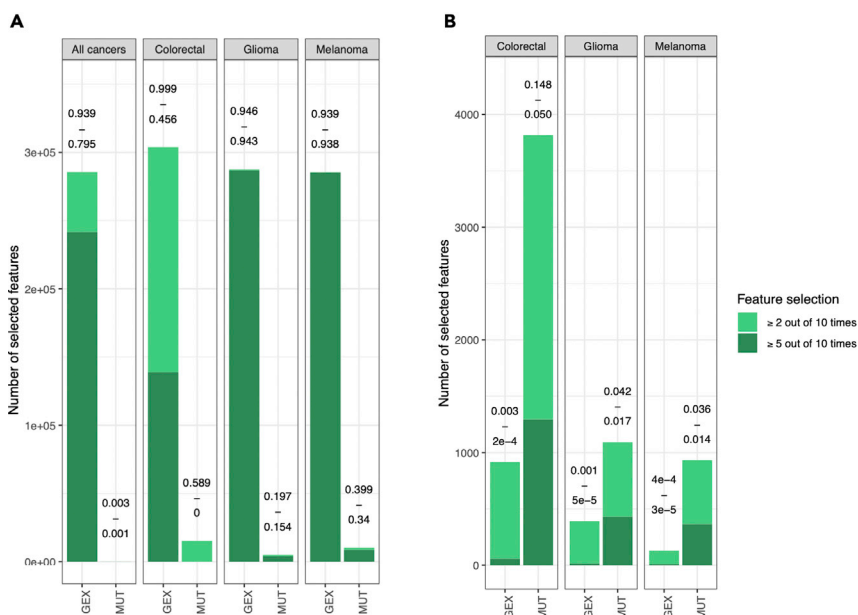 A
B
All cancers
Colorectal
Glioma
Melanoma
Number of selected features
3e+05
2e+05
1e+05
0e+00
0.939
–
0.795
0.003
–
0.001
0.999
–
0.456
0.589
–
0
0.946
–
0.943
0.197
–
0.154
0.939
–
0.938
0.399
–
0.34
GEX
MUT
GEX
MUT
GEX
MUT
GEX
MUT
Colorectal
Glioma
Melanoma
Number of selected features
4000
3000
2000
1000
0
0.003
–
2e−4
0.148
–
0.050
0.001
–
5e−5
0.042
–
0.017
4e−4
–
3e−5
0.036
–
0.014
GEX
MUT
GEX
MUT
GEX
MUT
Feature selection
≥ 2 out of 10 times
≥ 5 out of 10 times